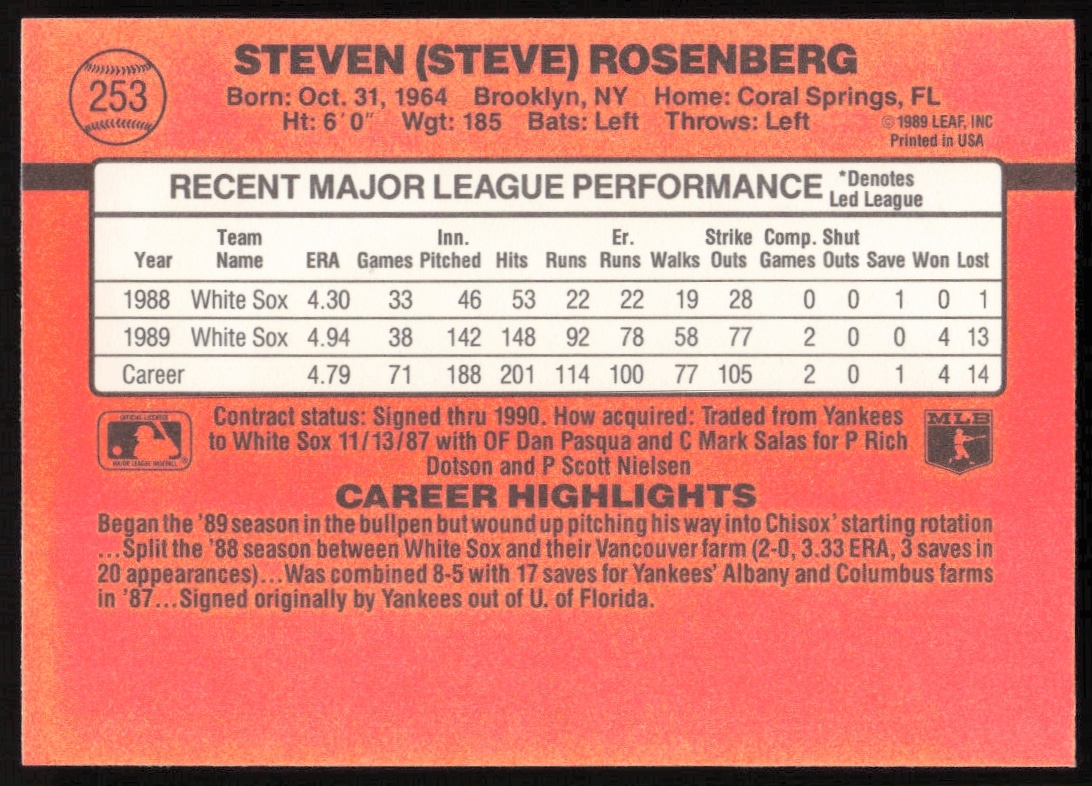 253
STEVEN (STEVE) ROSENBERG
Born: Oct. 31, 1964 Brooklyn, NY Home: Coral Springs, FL
Ht: 6' 0" Wgt: 185 Bats: Left Throws: Left
© 1989 LEAF, INC
Printed in USA
RECENT MAJOR LEAGUE PERFORMANCE *Denotes Led League
Year Team Name ERA Games Inn. Pitched Hits Runs Er. Runs Walks Strike Outs Comp. Games Shut Outs Save Won Lost
1988 White Sox 4.30 33 46 53 22 22 19 28 0 0 1 0 1
1989 White Sox 4.94 38 142 148 92 78 58 77 2 0 0 4 13
Career 4.79 71 188 201 114 100 77 105 2 0 1 4 14
OFFICIAL LICENSEE
MAJOR LEAGUE BASEBALL
Contract status: Signed thru 1990. How acquired: Traded from Yankees
to White Sox 11/13/87 with OF Dan Pasqua and C Mark Salas for P Rich
Dotson and P Scott Nielsen
MLB
CAREER HIGHLIGHTS
Began the '89 season in the bullpen but wound up pitching his way into Chisox' starting rotation
...Split the '88 season between White Sox and their Vancouver farm (2-0, 3.33 ERA, 3 saves in
20 appearances)...Was combined 8-5 with 17 saves for Yankees' Albany and Columbus farms
in '87...Signed originally by Yankees out of U. of Florida.